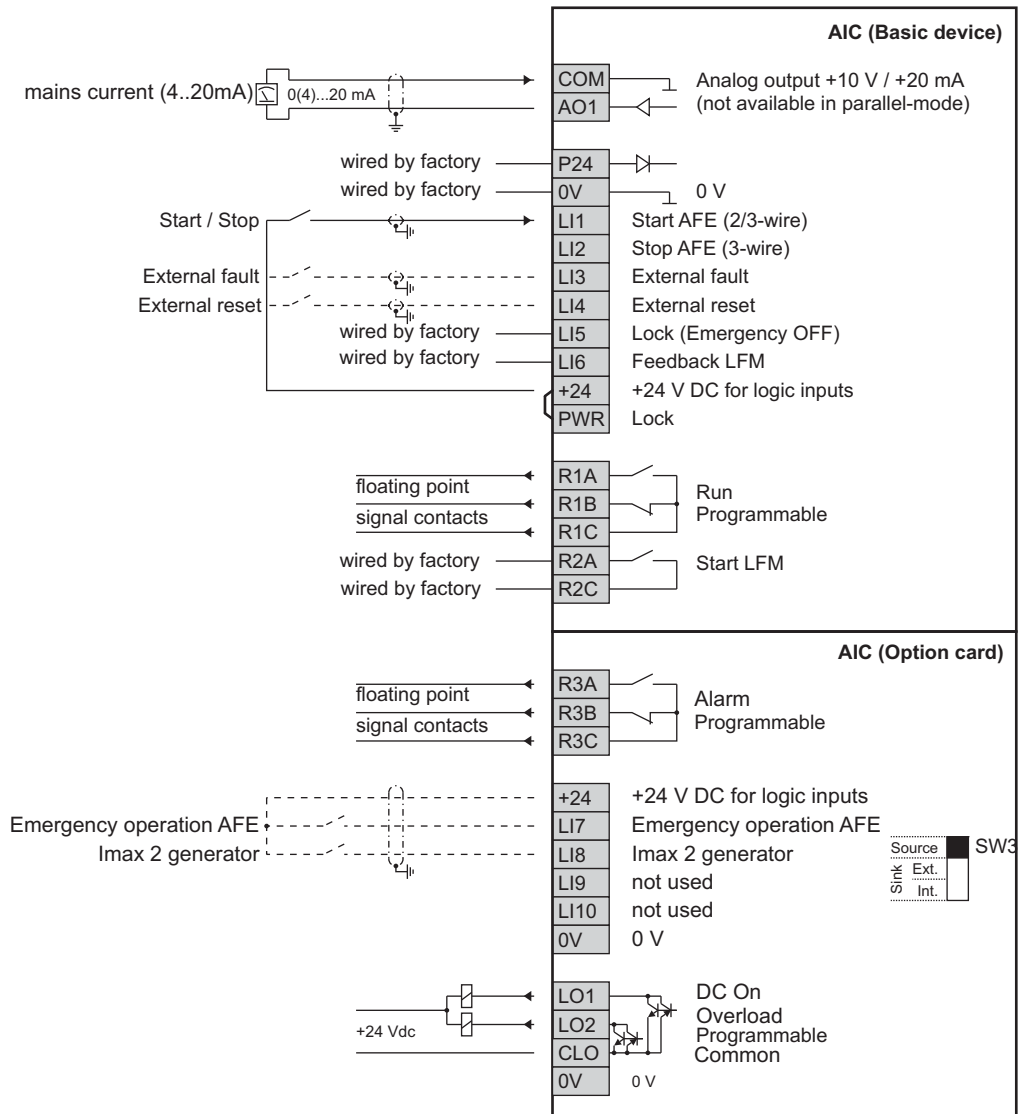 AIC (Basic device)
mains current (4..20mA) 0(4)...20 mA COM Analog output +10 V / +20 mA
AO1 (not available in parallel-mode)
wired by factory P24
wired by factory 0V 0 V
Start / Stop LI1 Start AFE (2/3-wire)
LI2 Stop AFE (3-wire)
External fault LI3 External fault
External reset LI4 External reset
wired by factory LI5 Lock (Emergency OFF)
wired by factory LI6 Feedback LFM
+24 +24 V DC for logic inputs
PWR Lock
R1A
floating point
R1B Run
Programmable
signal contacts
R1C
wired by factory R2A Start LFM
wired by factory R2C
AIC (Option card)
R3A
floating point
R3B Alarm
Programmable
signal contacts
R3C
+24 +24 V DC for logic inputs
Emergency operation AFE LI7 Emergency operation AFE
Imax 2 generator LI8 Imax 2 generator
LI9 not used
LI10 not used
0V 0 V
Source SW3
Sink
Ext.
Int.
LO1 DC On
LO2 Overload
Programmable
+24 Vdc
CLO Common
0V 0 V